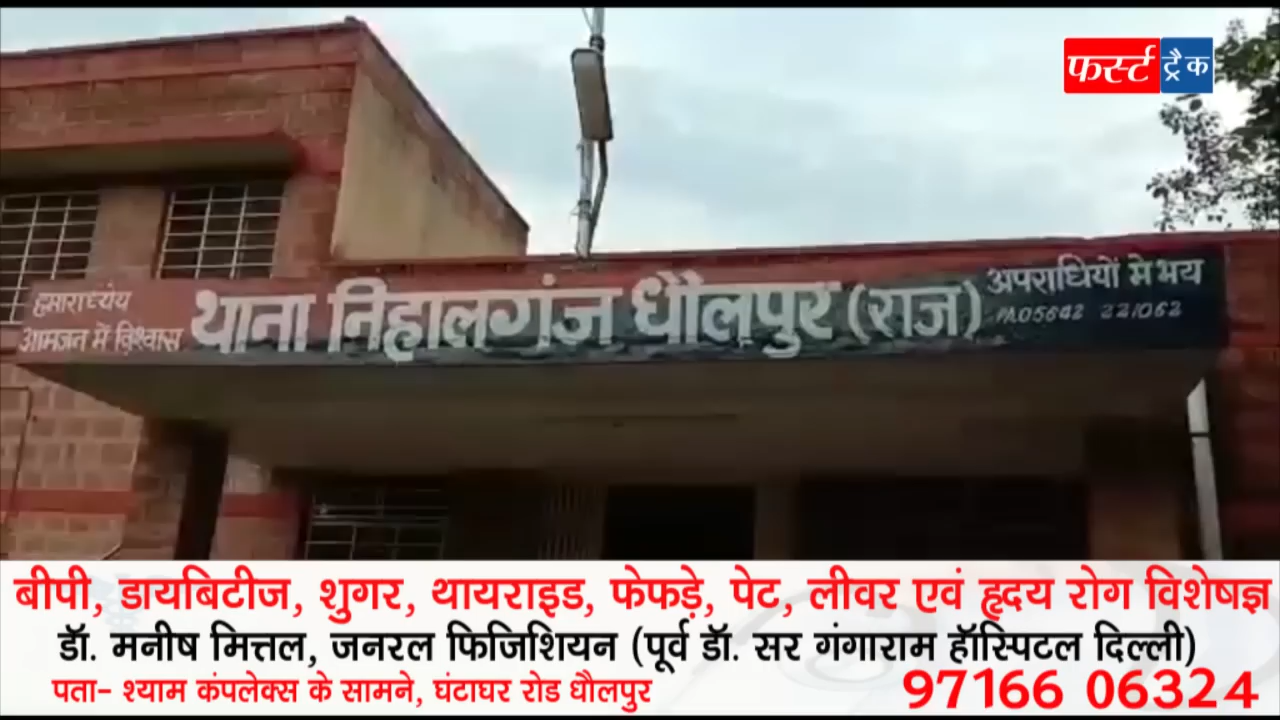 फर्स्ट ट्रैक
हमारा ध्येय
आमजन में विश्वास
थाना निहालगंज धौलपुर (राज)
अपराधियों मे भय
05642 221062
बीपी, डायबिटीज, शुगर, थायराइड, फेफड़े, पेट, लीवर एवं हृदय रोग विशेषज्ञ
डॉ. मनीष मित्तल, जनरल फिजिशियन (पूर्व डॉ. सर गंगाराम हॉस्पिटल दिल्ली)
पता- श्याम कंपलेक्स के सामने, घंटाघर रोड धौलपुर
97166 06324